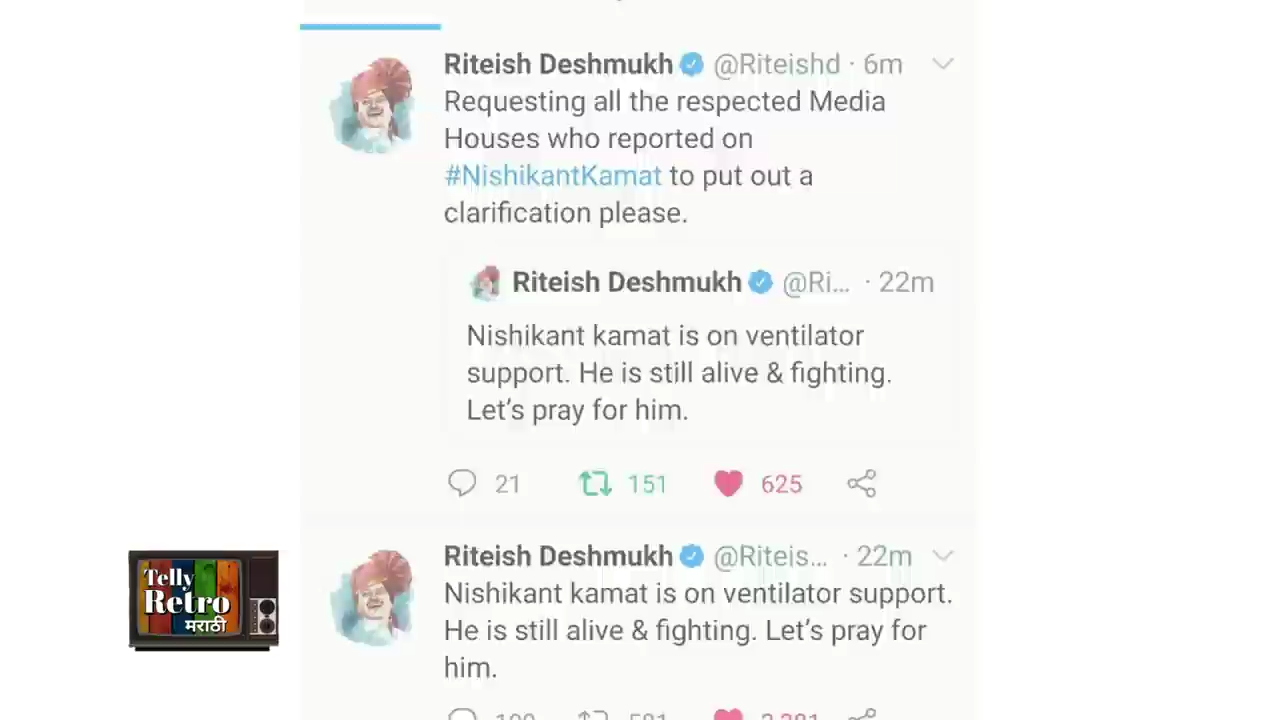 Riteish Deshmukh @Riteishd · 6m
Requesting all the respected Media
Houses who reported on
#NishikantKamat to put out a
clarification please.
Riteish Deshmukh @Ri... · 22m
Nishikant kamat is on ventilator
support. He is still alive & fighting.
Let's pray for him.
21 151 625
Riteish Deshmukh @Riteis... · 22m
Nishikant kamat is on ventilator support.
He is still alive & fighting. Let's pray for
him.
Telly
Retro
मराठी